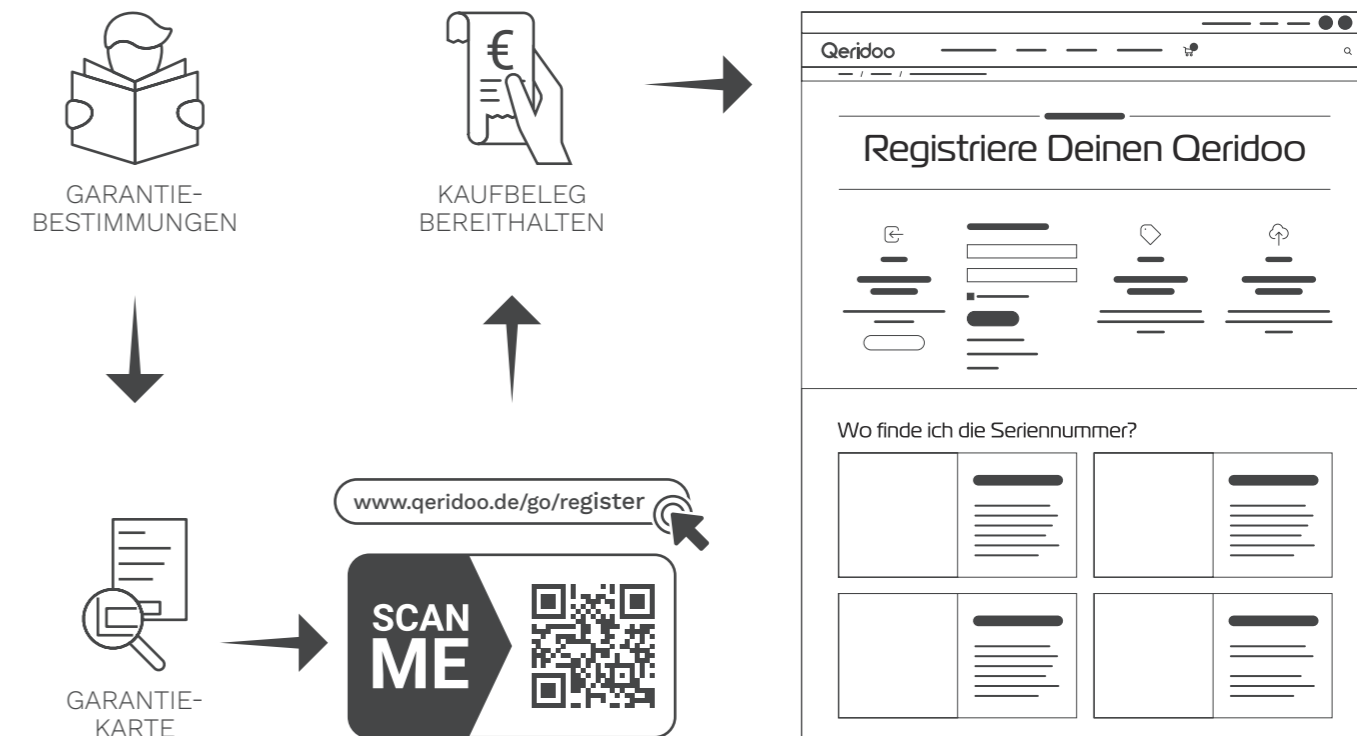 GARANTIE-
BESTIMMUNGEN
GARANTIE-
KARTE
www.qeridoo.de/go/register
SCAN
ME
€
KAUFBELEG
BEREITHALTEN
Qeridoo
Registriere Deinen Qeridoo
Wo finde ich die Seriennummer?